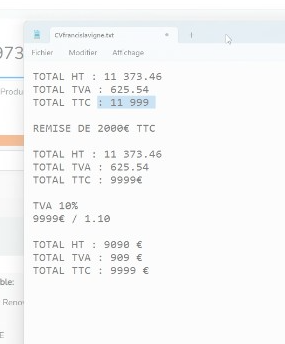 973
CVfrancislavigne.txt
Fichier Modifier Affichage
Produ
TOTAL HT : 11 373.46
TOTAL TVA : 625.54
TOTAL TTC : 11 999
REMISE DE 2000€ TTC
TOTAL HT : 11 373.46
TOTAL TVA : 625.54
TOTAL TTC : 9999€
TVA 10%
9999€ / 1.10
TOTAL HT : 9090 €
TOTAL TVA : 909 €
TOTAL TTC : 9999 €
ble:
Renov
E